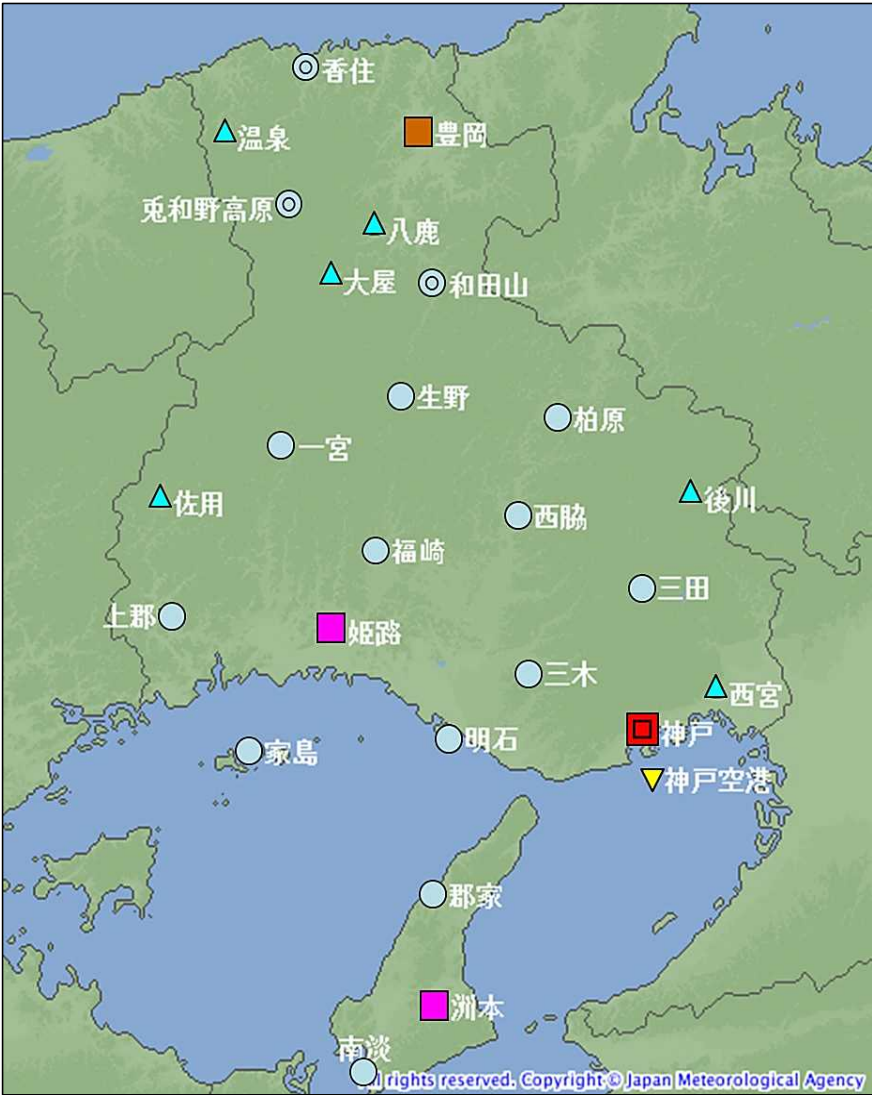 香住
温泉
豊岡
兎和野高原
八鹿
大屋
和田山
生野
柏原
一宮
佐用
後川
西脇
福崎
三田
上郡
姫路
三木
西宮
神戸
明石
家島
神戸空港
郡家
洲本
南淡
ll rights reserved. Copyright © Japan Meteorological Agency